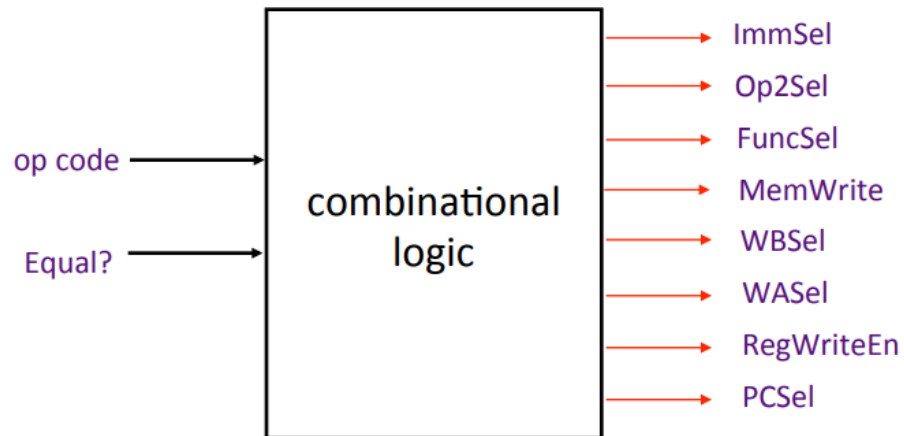 op code
Equal?
combinational
logic
ImmSel
Op2Sel
FuncSel
MemWrite
WBSel
WASel
RegWriteEn
PCSel